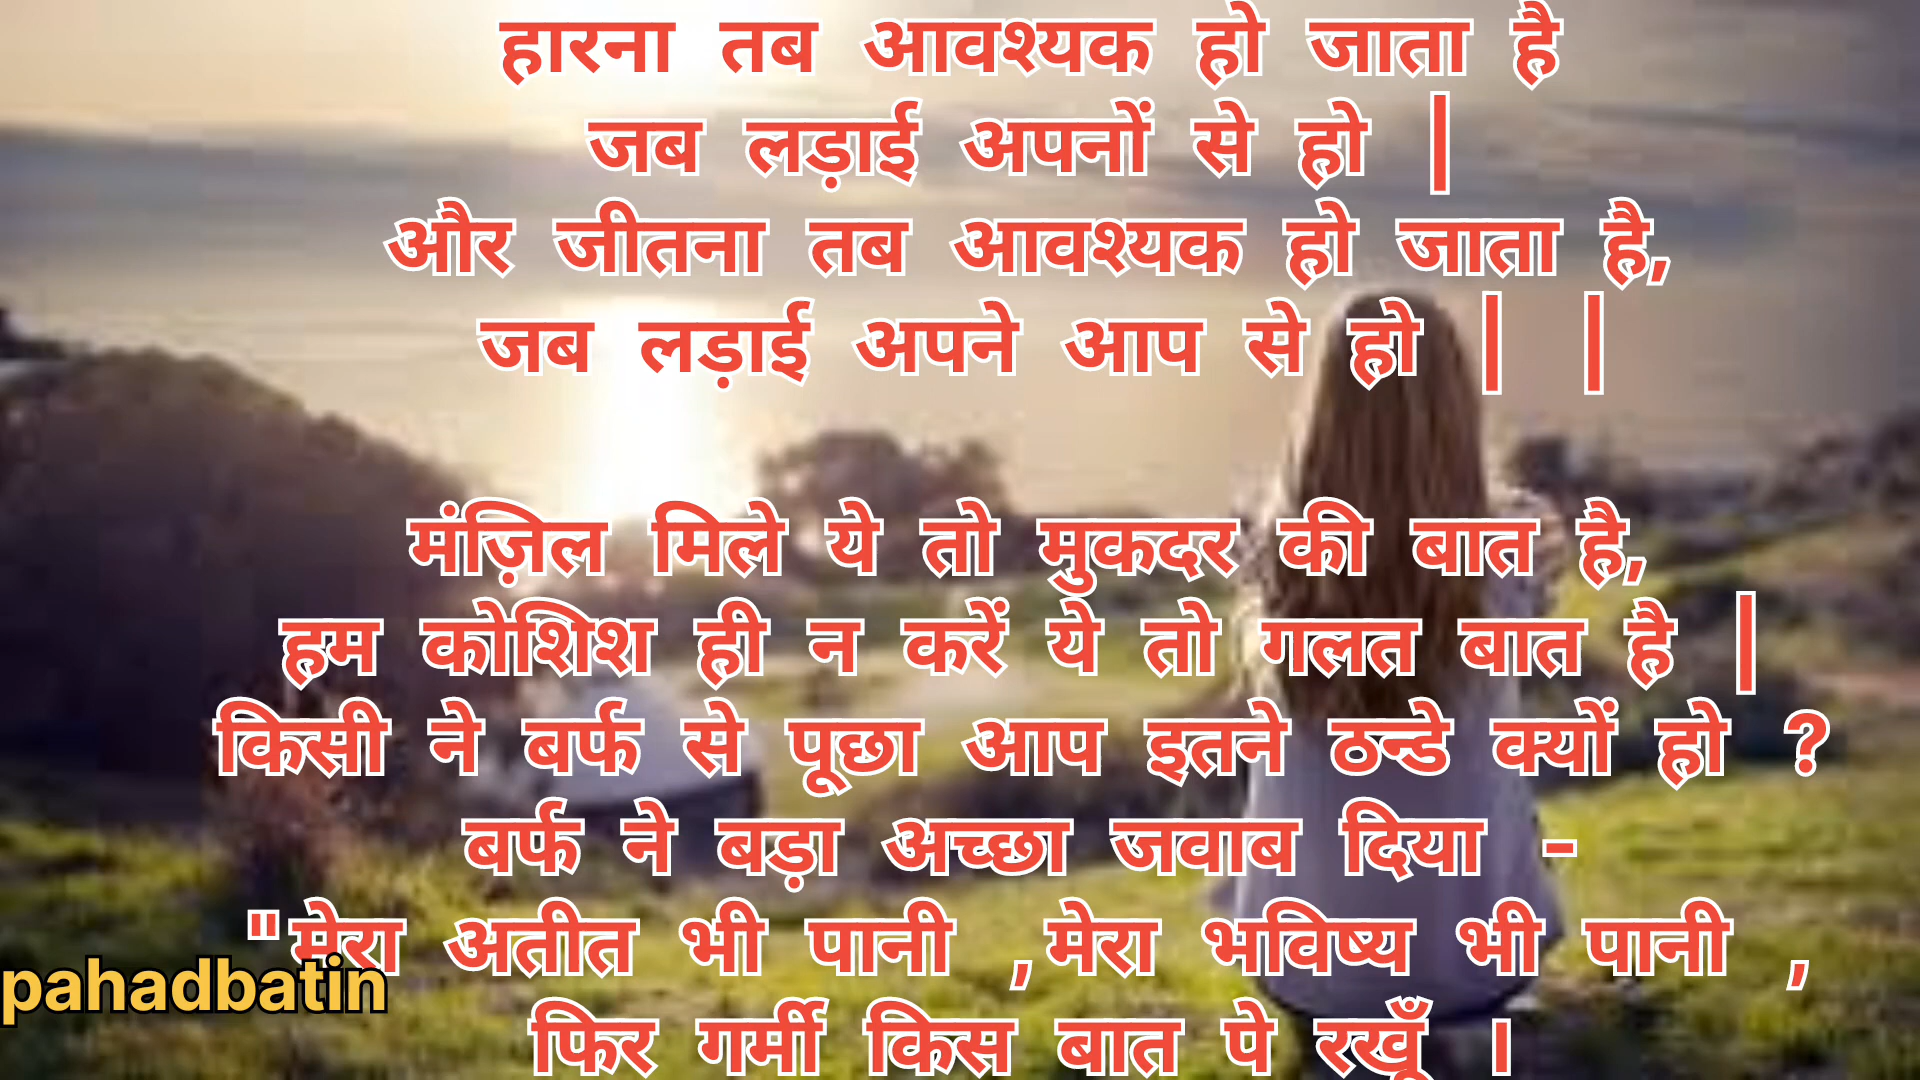 हारना तब आवश्यक हो जाता है
जब लड़ाई अपनों से हो |
और जीतना तब आवश्यक हो जाता है,
जब लड़ाई अपने आप से हो | |
मंज़िल मिले ये तो मुकदर की बात है,
हम कोशिश ही न करें ये तो गलत बात है |
किसी ने बर्फ से पूछा आप इतने ठन्डे क्यों हो ?
बर्फ ने बड़ा अच्छा जवाब दिया -
"मेरा अतीत भी पानी ,मेरा भविष्य भी पानी ,
pahadbatin
फिर गर्मी किस बात पे रखूँ ।